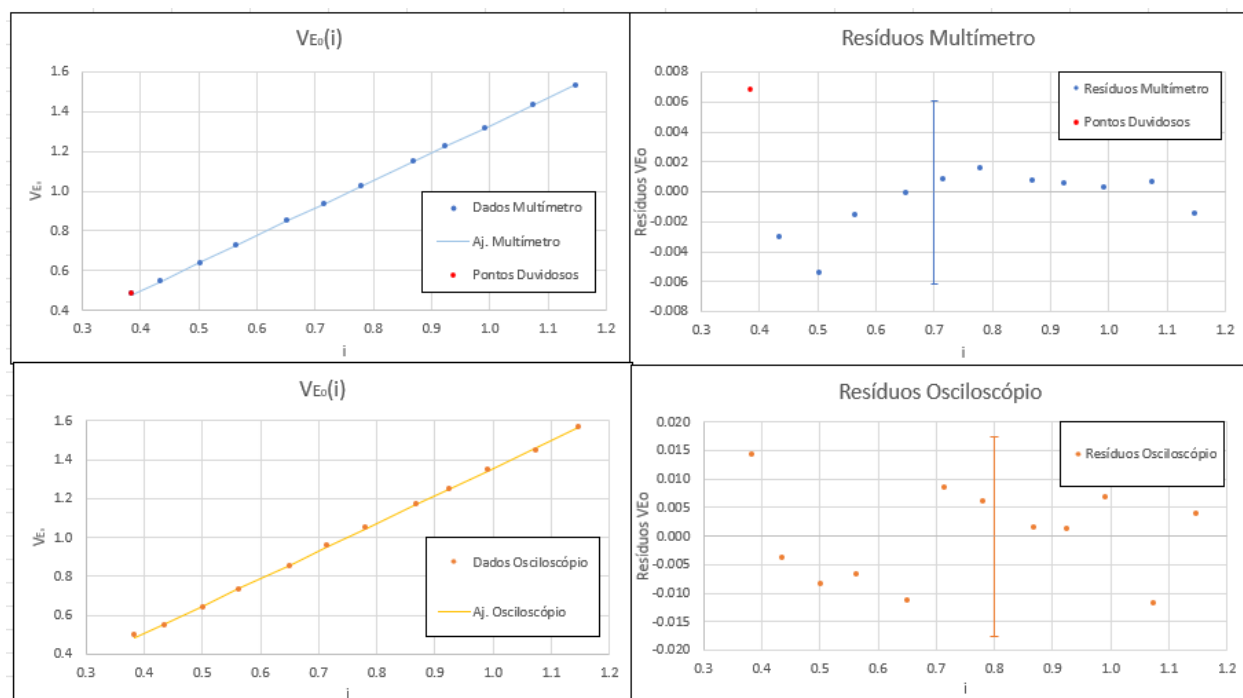 V_E₀(i)
1.6
1.4
1.2
1.0
0.8
0.6
0.4
0.3 0.4 0.5 0.6 0.7 0.8 0.9 1.0 1.1 1.2
V_E₀
i
Dados Multímetro
Aj. Multímetro
Pontos Duvidosos
Resíduos Multímetro
0.008
0.006
0.004
0.002
0.000
-0.002
-0.004
-0.006
-0.008
0.3 0.4 0.5 0.6 0.7 0.8 0.9 1.0 1.1 1.2
Resíduos VEo
i
Resíduos Multímetro
Pontos Duvidosos
V_E₀(i)
1.6
1.4
1.2
1.0
0.8
0.6
0.4
0.3 0.4 0.5 0.6 0.7 0.8 0.9 1.0 1.1 1.2
V_E₀
i
Dados Osciloscópio
Aj. Osciloscópio
Resíduos Osciloscópio
0.020
0.015
0.010
0.005
0.000
-0.005
-0.010
-0.015
-0.020
0.3 0.4 0.5 0.6 0.7 0.8 0.9 1.0 1.1 1.2
Resíduos VEo
i
Resíduos Osciloscópio